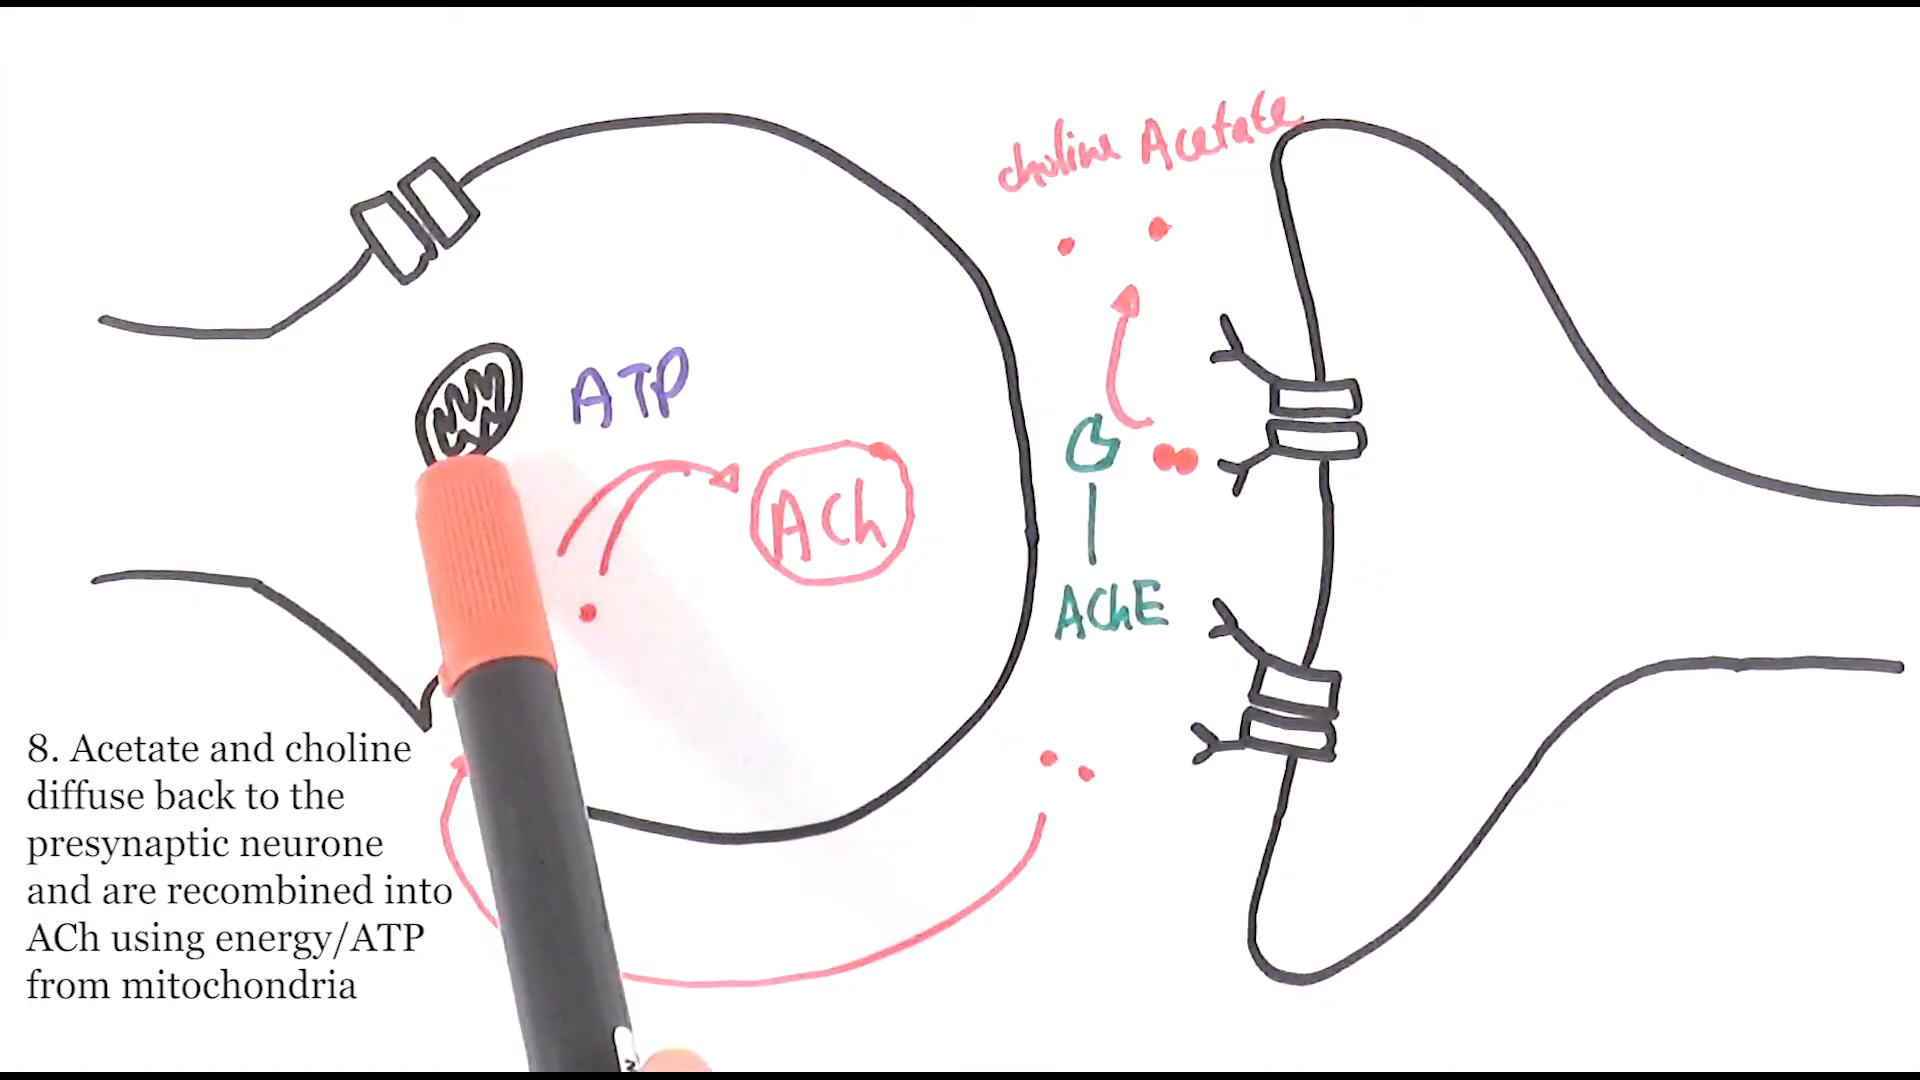 choline Acetate
ATP
ACh
AChE
8. Acetate and choline
diffuse back to the
presynaptic neurone
and are recombined into
ACh using energy/ATP
from mitochondria